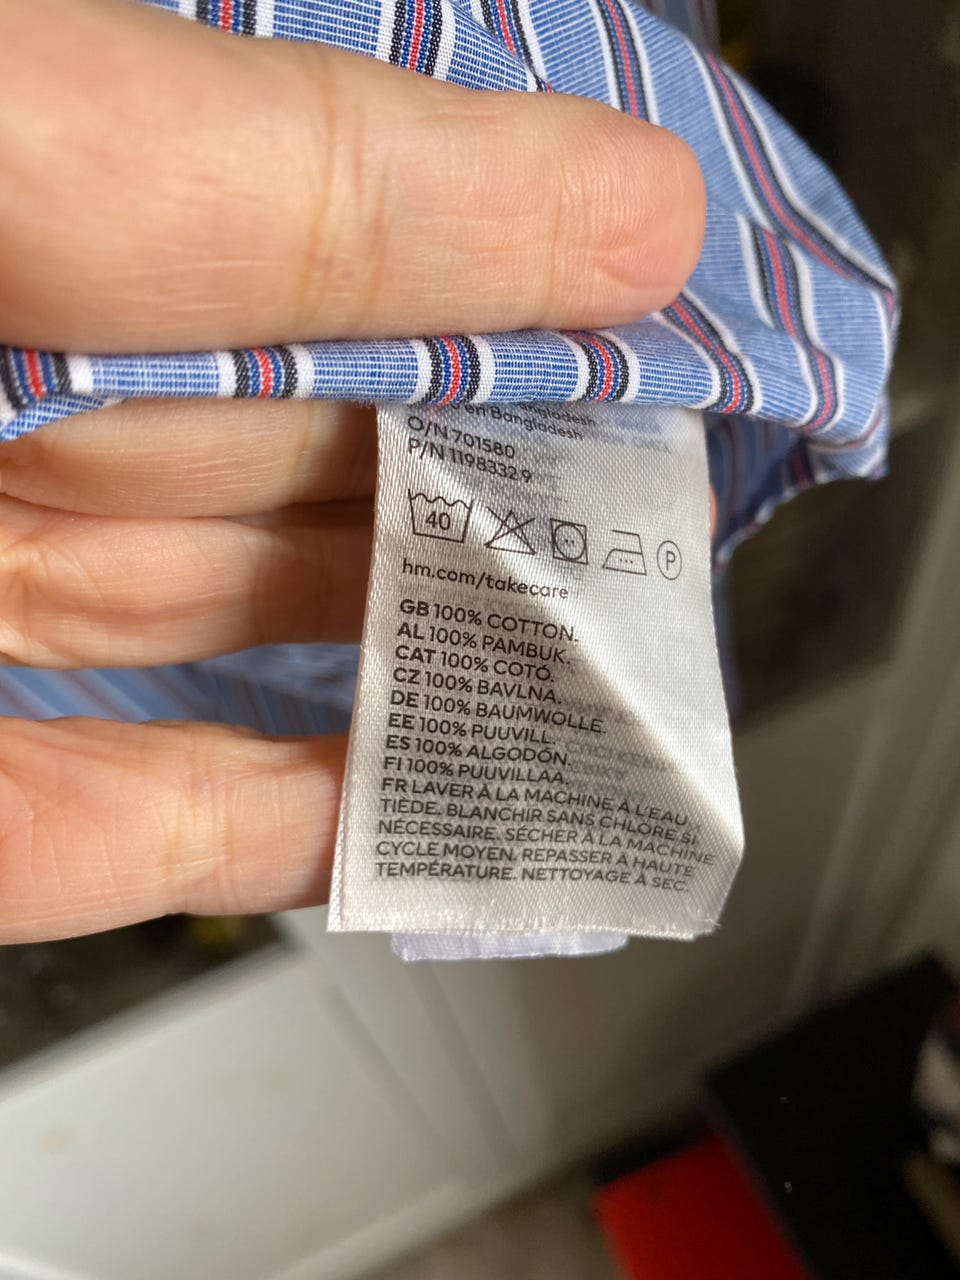 en Bangladesh
O/N 701580
P/N 11983329
40
P
hm.com/takecare
GB 100% COTTON.
AL 100% PAMBUK.
CAT 100% COTÓ.
CZ 100% BAVLNA.
DE 100% BAUMWOLLE.
EE 100% PUUVILL.
ES 100% ALGODÓN.
FI 100% PUUVILLAA.
FR LAVER À LA MACHINE À L'EAU
TIÈDE. BLANCHIR SANS CHLORE SI
NÉCESSAIRE. SÉCHER À LA MACHINE
CYCLE MOYEN. REPASSER À HAUTE
TEMPÉRATURE. NETTOYAGE À SEC.